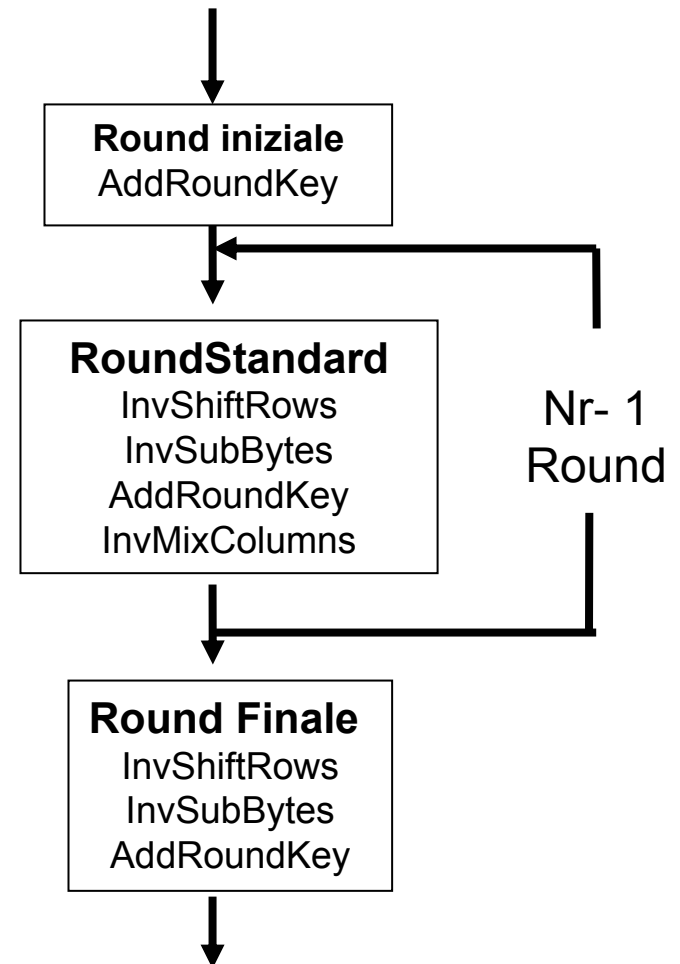 Round iniziale
AddRoundKey
RoundStandard
InvShiftRows
InvSubBytes
AddRoundKey
InvMixColumns
Nr- 1
Round
Round Finale
InvShiftRows
InvSubBytes
AddRoundKey